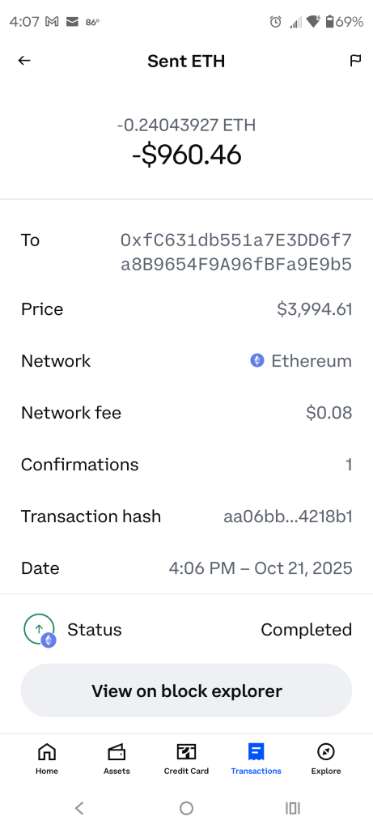 4:07 86° 69%
Sent ETH
-0.24043927 ETH
-$960.46
To 0xfC631db551a7E3DD6f7
a8B9654F9A96fBFa9E9b5
Price $3,994.61
Network Ethereum
Network fee $0.08
Confirmations 1
Transaction hash aa06bb...4218b1
Date 4:06 PM – Oct 21, 2025
Status Completed
View on block explorer
Home Assets Credit Card Transactions Explore